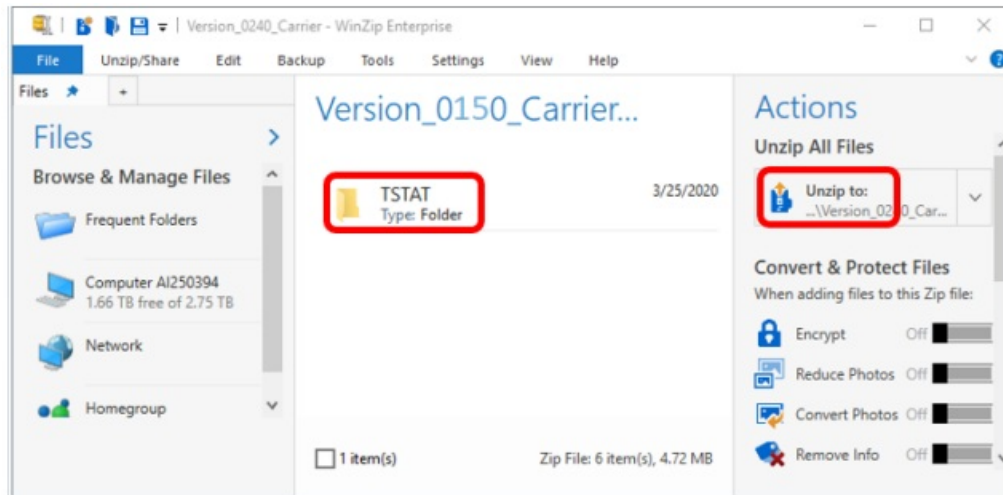 Version_0240_Carrier - WinZip Enterprise
File Unzip/Share Edit Backup Tools Settings View Help
Files +
Files >
Browse & Manage Files
Frequent Folders
Computer AI250394
1.66 TB free of 2.75 TB
Network
Homegroup
Version_0150_Carrier...
TSTAT 3/25/2020
Type: Folder
1 item(s) Zip File: 6 item(s), 4.72 MB
Actions
Unzip All Files
Unzip to:
...\Version_0240_Car...
Convert & Protect Files
When adding files to this Zip file:
Encrypt Off
Reduce Photos Off
Convert Photos Off
Remove Info Off